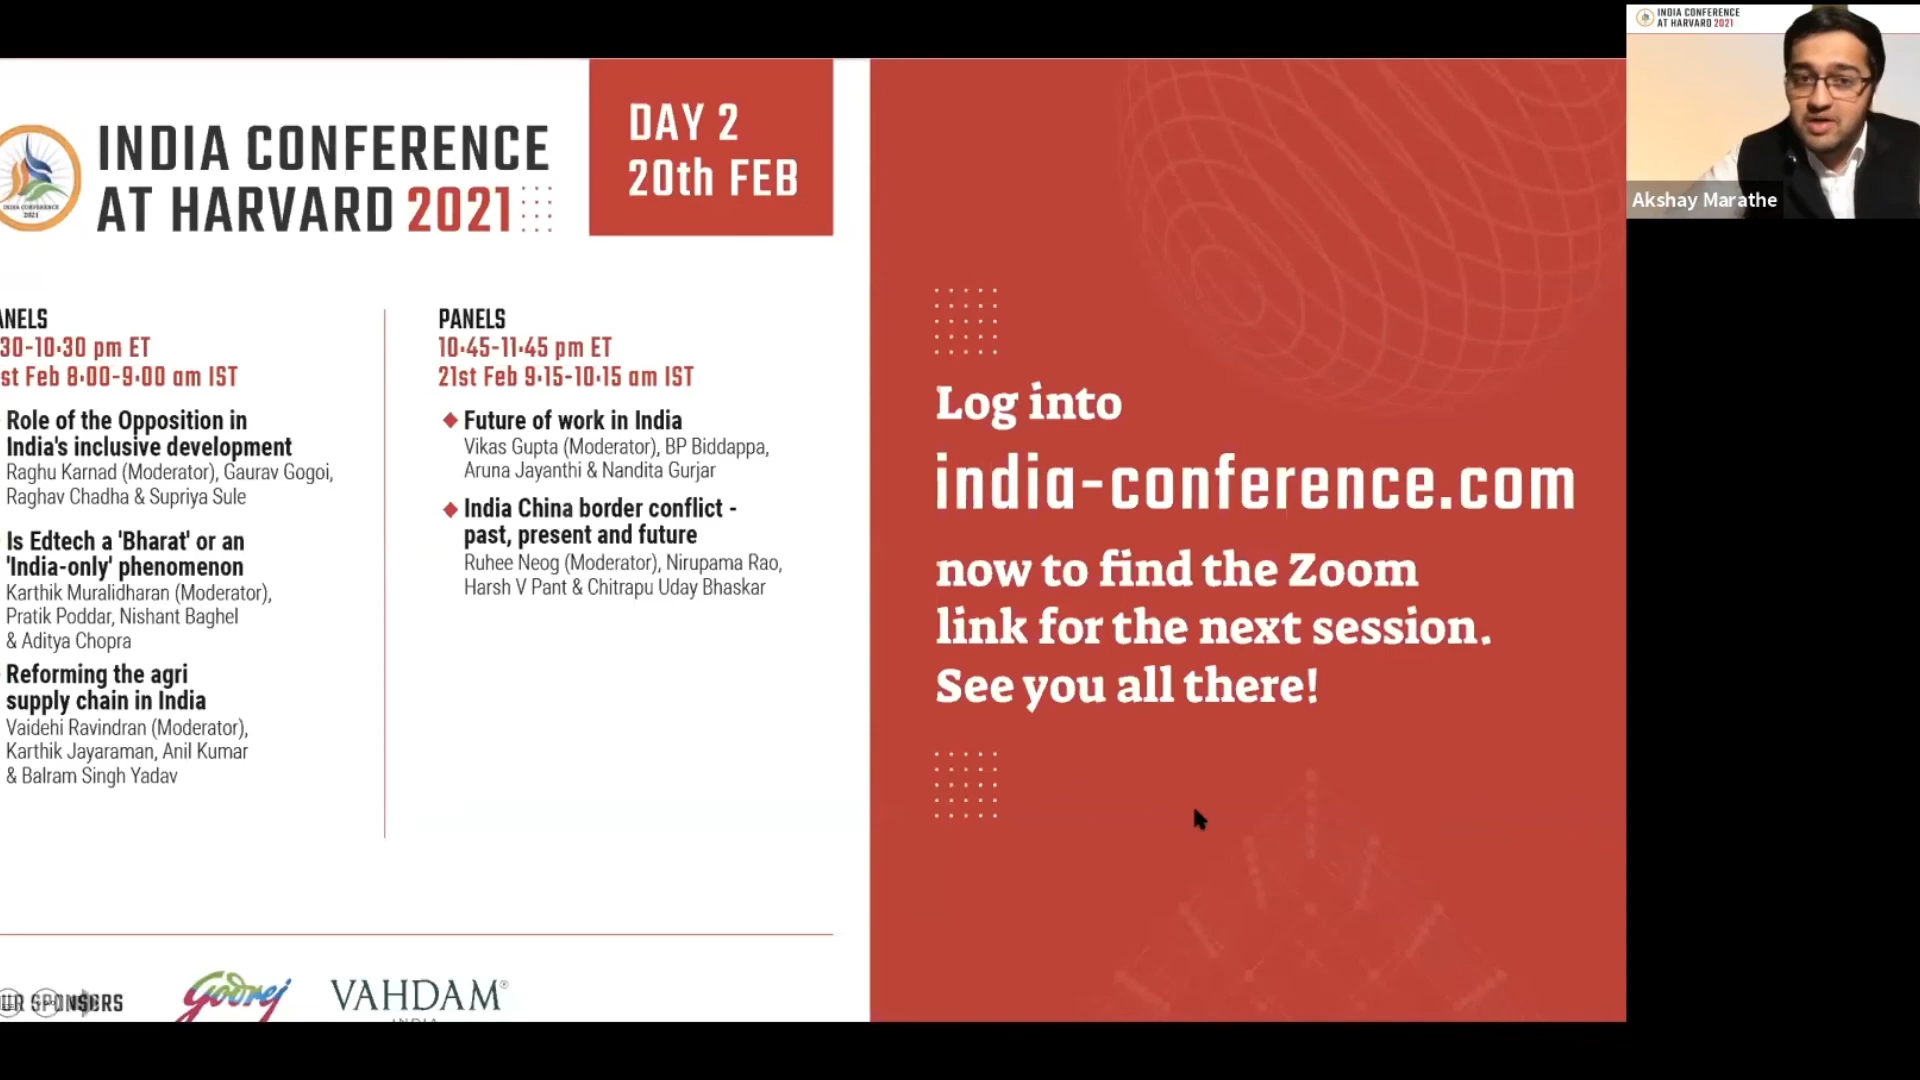 INDIA CONFERENCE
AT HARVARD 2021
INDIA CONFERENCE
2021
DAY 2
20th FEB
ANELS
30-10:30 pm ET
st Feb 8:00-9:00 am IST
Role of the Opposition in
India's inclusive development
Raghu Karnad (Moderator), Gaurav Gogoi,
Raghav Chadha & Supriya Sule
Is Edtech a 'Bharat' or an
'India-only' phenomenon
Karthik Muralidharan (Moderator),
Pratik Poddar, Nishant Baghel
& Aditya Chopra
Reforming the agri
supply chain in India
Vaidehi Ravindran (Moderator),
Karthik Jayaraman, Anil Kumar
& Balram Singh Yadav
PANELS
10:45-11:45 pm ET
21st Feb 9:15-10:15 am IST
Future of work in India
Vikas Gupta (Moderator), BP Biddappa,
Aruna Jayanthi & Nandita Gurjar
India China border conflict -
past, present and future
Ruhee Neog (Moderator), Nirupama Rao,
Harsh V Pant & Chitrapu Uday Bhaskar
UR SPONSORS
Godrej
VAHDAM®
INDIA
Log into
india-conference.com
now to find the Zoom
link for the next session.
See you all there!
INDIA CONFERENCE
AT HARVARD 2021
Akshay Marathe